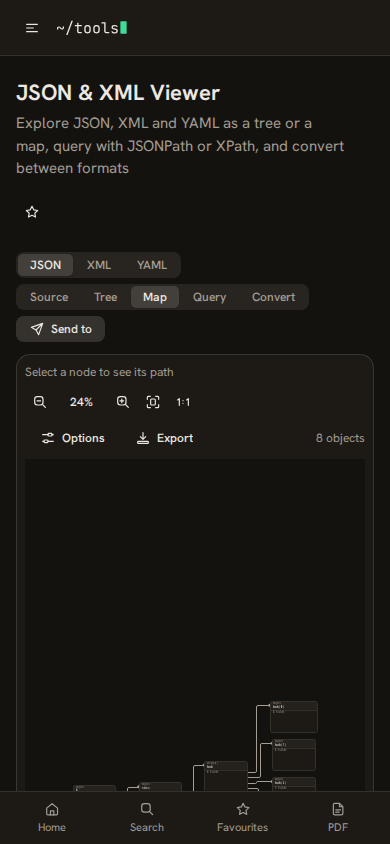 ~/tools
JSON & XML Viewer
Explore JSON, XML and YAML as a tree or a
map, query with JSONPath or XPath, and convert
between formats
JSON XML YAML
Source Tree Map Query Convert
Send to
Select a node to see its path
24% 1:1
Options Export 8 objects
Home Search Favourites PDF